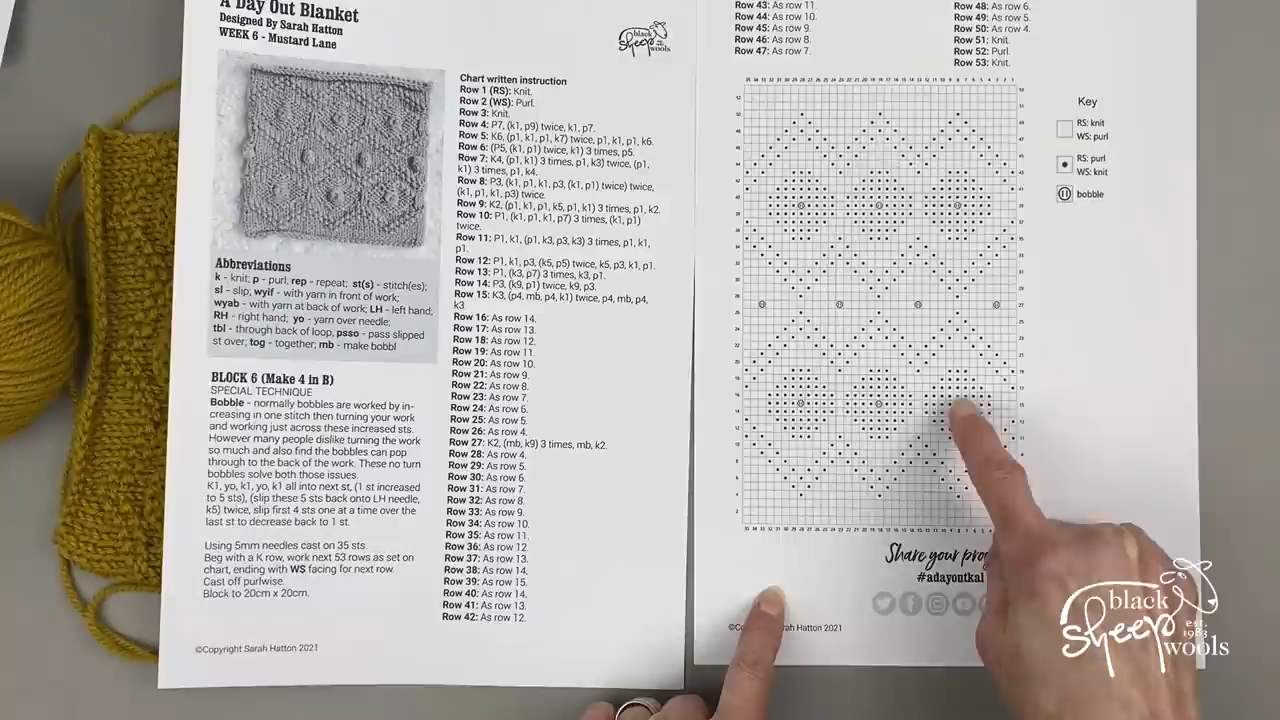 A Day Out Blanket
Designed By Sarah Hatton
WEEK 6 - Mustard Lane
black
sheep
wools
Abbreviations
k - knit; p - purl, rep - repeat; st(s) - stitch(es);
sl - slip; wyif - with yarn in front of work;
wyab - with yarn at back of work; LH - left hand,
RH - right hand; yo - yarn over needle;
tbl - through back of loop, psso - pass slipped
st over; tog - together; mb - make bobbl
BLOCK 6 (Make 4 in B)
SPECIAL TECHNIQUE
Bobble - normally bobbles are worked by in-
creasing in one stitch then turning your work
and working just across these increased sts.
However many people dislike turning the work
so much and also find the bobbles can pop
through to the back of the work. These no turn
bobbles solve both those issues.
K1, yo, k1, yo, k1 all into next st, (1 st increased
to 5 sts), (slip these 5 sts back onto LH needle,
k5) twice, slip first 4 sts one at a time over the
last st to decrease back to 1 st.
Using 5mm needles cast on 35 sts.
Beg with a K row, work next 53 rows as set on
chart, ending with WS facing for next row.
Cast off purlwise.
Block to 20cm x 20cm.
©Copyright Sarah Hatton 2021
Chart written instruction
Row 1 (RS): Knit.
Row 2 (WS): Purl.
Row 3: Knit.
Row 4: P7, (k1, p9) twice, k1, p7.
Row 5: K6, (p1, k1, p1, k7) twice, p1, k1, p1, k6.
Row 6: (P5, (k1, p1) twice, k1) 3 times, p5.
Row 7: K4, (p1, k1) 3 times, p1, k3) twice, (p1,
k1) 3 times, p1, k4.
Row 8: P3, (k1, p1, k1, p3, (k1, p1) twice) twice,
(k1, p1, k1, p3) twice.
Row 9: K2, (p1, k1, p1, k5, p1, k1) 3 times, p1, k2.
Row 10: P1, (k1, p1, k1, p7) 3 times, (k1, p1)
twice.
Row 11: P1, k1, (p1, k3, p3, k3) 3 times, p1, k1,
p1.
Row 12: P1, k1, p3, (k5, p5) twice, k5, p3, k1, p1.
Row 13: P1, (k3, p7) 3 times, k3, p1.
Row 14: P3, (k9, p1) twice, k9, p3.
Row 15: K3, (p4, mb, p4, k1) twice, p4, mb, p4,
k3.
Row 16: As row 14.
Row 17: As row 13.
Row 18: As row 12.
Row 19: As row 11.
Row 20: As row 10.
Row 21: As row 9.
Row 22: As row 8.
Row 23: As row 7.
Row 24: As row 6.
Row 25: As row 5.
Row 26: As row 4.
Row 27: K2, (mb, k9) 3 times, mb, k2.
Row 28: As row 4.
Row 29: As row 5.
Row 30: As row 6.
Row 31: As row 7.
Row 32: As row 8.
Row 33: As row 9.
Row 34: As row 10.
Row 35: As row 11.
Row 36: As row 12.
Row 37: As row 13.
Row 38: As row 14.
Row 39: As row 15.
Row 40: As row 14.
Row 41: As row 13.
Row 42: As row 12.
Row 43: As row 11.
Row 44: As row 10.
Row 45: As row 9.
Row 46: As row 8.
Row 47: As row 7.
Row 48: As row 6.
Row 49: As row 5.
Row 50: As row 4.
Row 51: Knit.
Row 52: Purl.
Row 53: Knit.
Key
RS: knit
WS: purl
RS: purl
WS: knit
bobble
Share your prog
#adayoutkal
ah Hatton 2021
black
sheep
est.
1983
wools